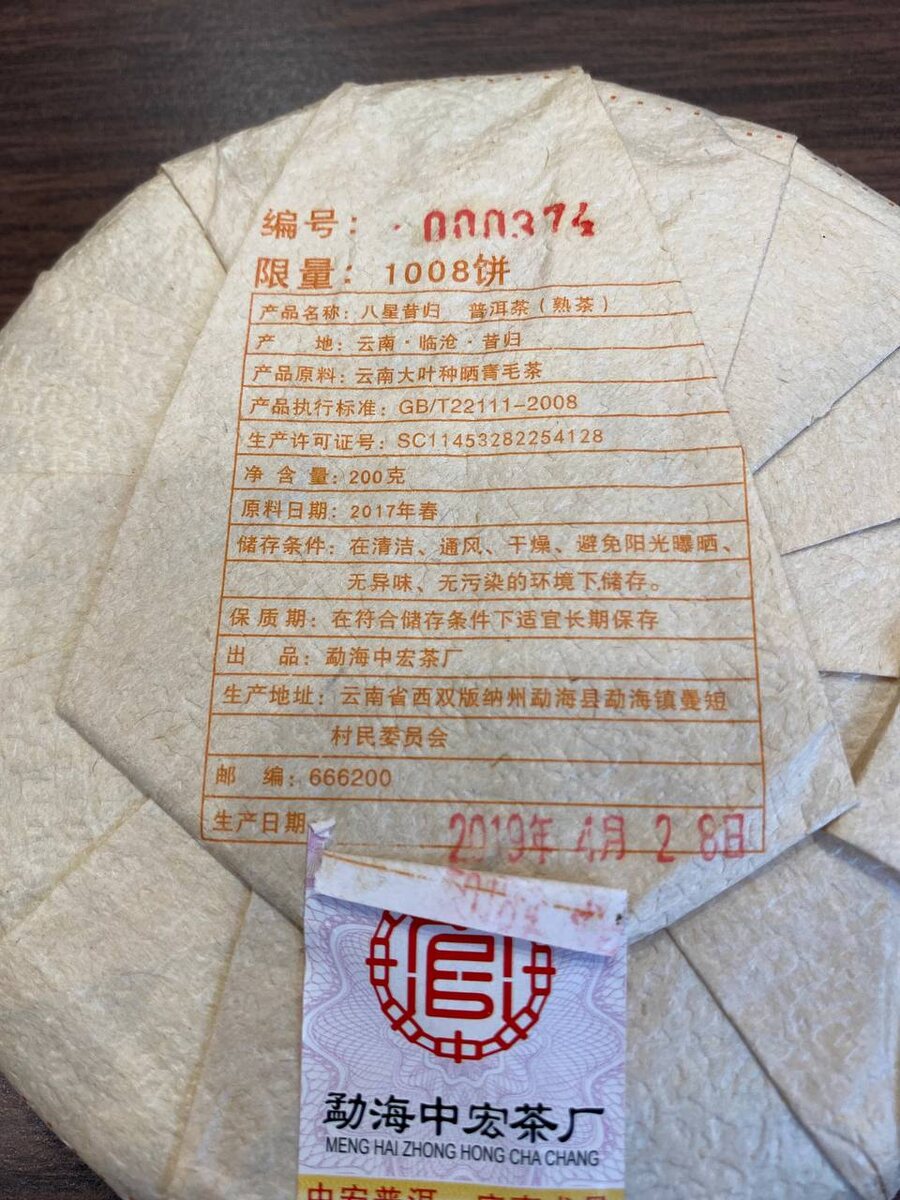 编号： 000374
限量：1008饼
产品名称：八星昔归 普洱茶（熟茶）
产 地：云南·临沧·昔归
产品原料：云南大叶种晒青毛茶
产品执行标准：GB/T22111-2008
生产许可证号：SC11453282254128
净含量：200克
原料日期：2017年春
储存条件：在清洁、通风、干燥、避免阳光曝晒、
无异味、无污染的环境下储存。
保质期：在符合储存条件下适宜长期保存
出 品：勐海中宏茶厂
生产地址：云南省西双版纳州勐海县勐海镇曼短
村民委员会
邮 编：666200
生产日期 2019年4月28日
中
勐海中宏茶厂
MENG HAI ZHONG HONG CHA CHANG